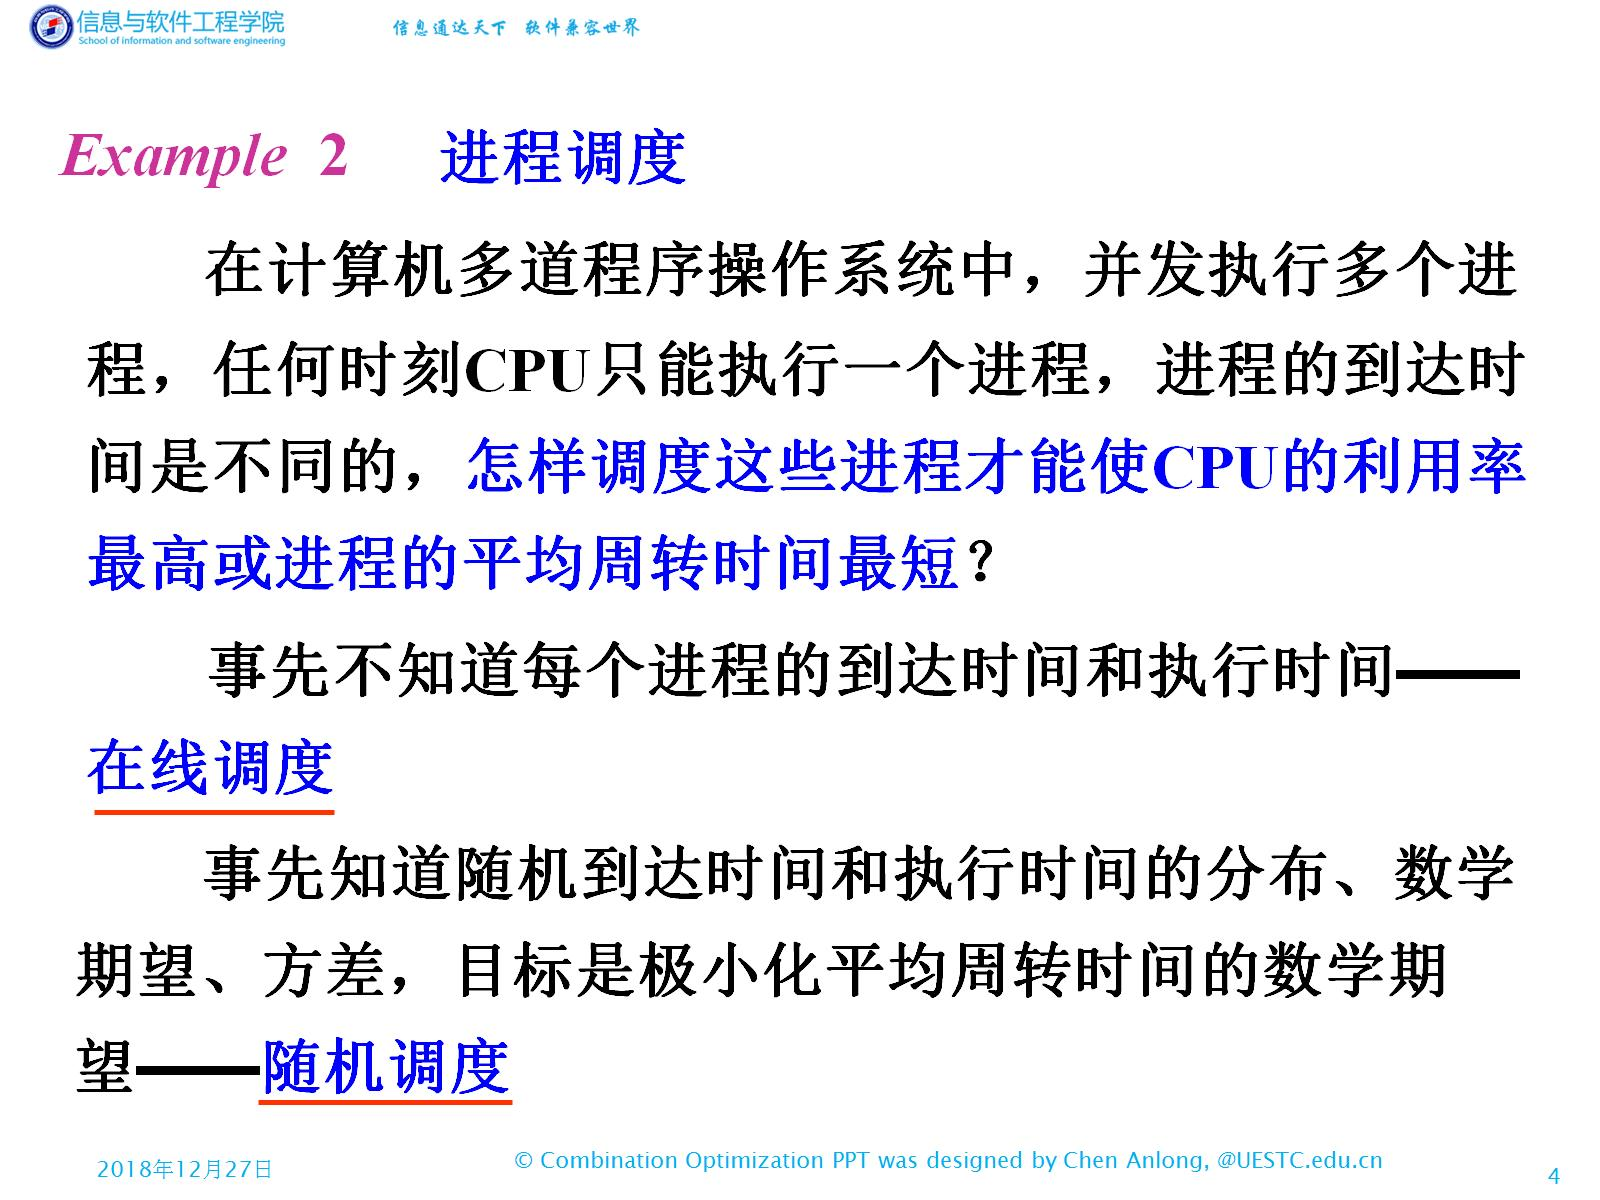 信息与软件工程学院
School of information and software engineering
信息通达天下 软件兼容世界
Example 2 进程调度
在计算机多道程序操作系统中，并发执行多个进
程，任何时刻CPU只能执行一个进程，进程的到达时
间是不同的，怎样调度这些进程才能使CPU的利用率
最高或进程的平均周转时间最短？
事先不知道每个进程的到达时间和执行时间——
在线调度
事先知道随机到达时间和执行时间的分布、数学
期望、方差，目标是极小化平均周转时间的数学期
望——随机调度
2018年12月27日
© Combination Optimization PPT was designed by Chen Anlong, @UESTC.edu.cn
4